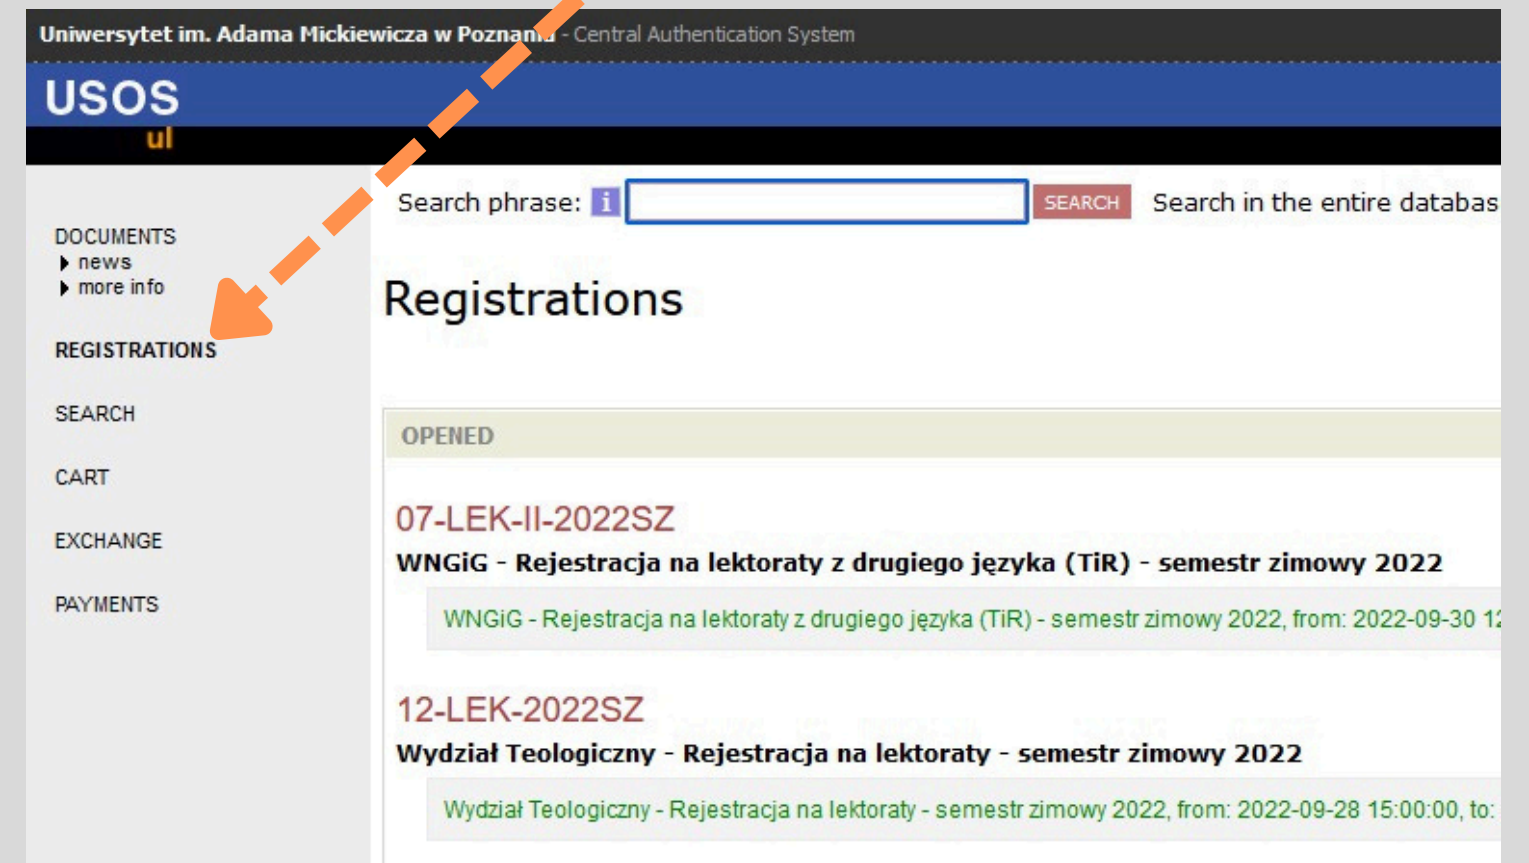 Uniwersytet im. Adama Mickiewicza w Poznaniu - Central Authentication System
USOS
ul
Search phrase: i SEARCH Search in the entire databas
DOCUMENTS
news
more info
REGISTRATIONS
SEARCH
CART
EXCHANGE
PAYMENTS
Registrations
OPENED
07-LEK-II-2022SZ
WNGiG - Rejestracja na lektoraty z drugiego języka (TiR) - semestr zimowy 2022
WNGiG - Rejestracja na lektoraty z drugiego języka (TiR) - semestr zimowy 2022, from: 2022-09-30 12
12-LEK-2022SZ
Wydział Teologiczny - Rejestracja na lektoraty - semestr zimowy 2022
Wydział Teologiczny - Rejestracja na lektoraty - semestr zimowy 2022, from: 2022-09-28 15:00:00, to: